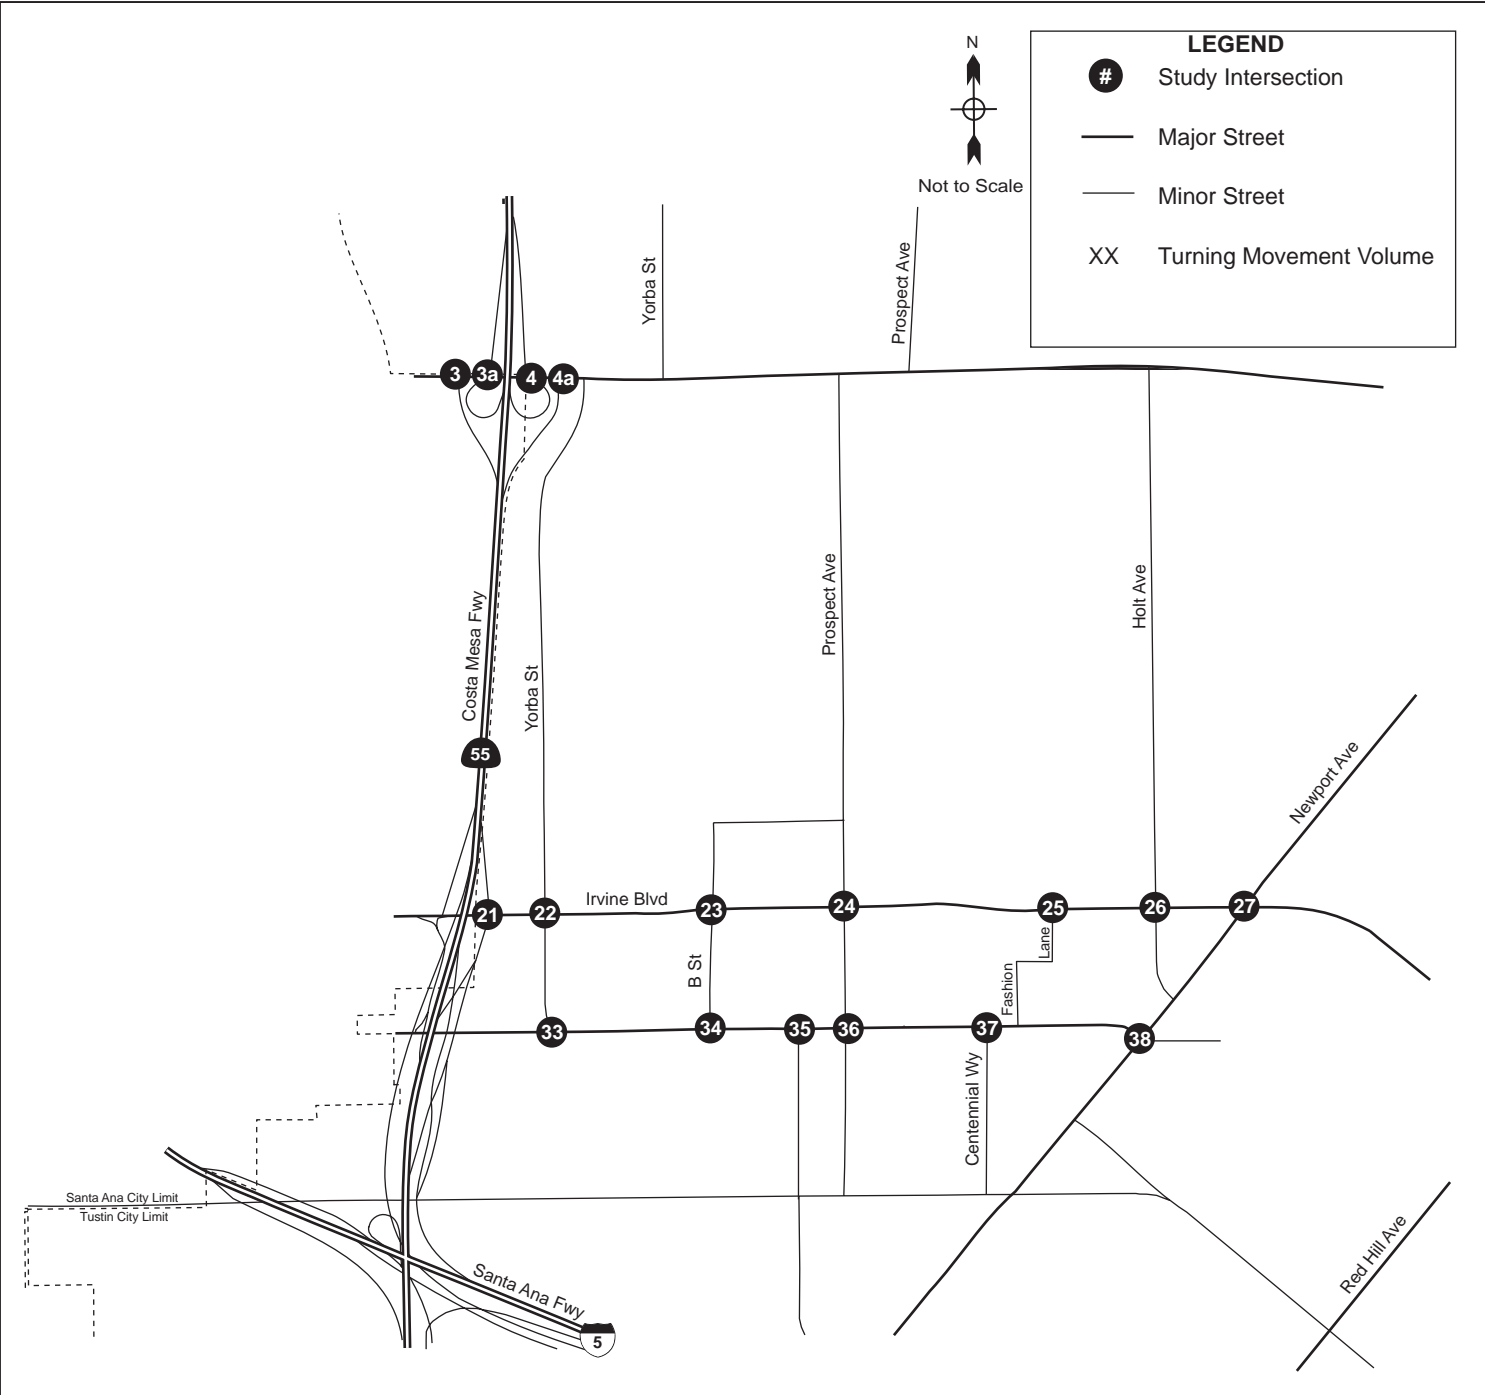 LEGEND
# Study Intersection
Major Street
Minor Street
XX Turning Movement Volume
N
Not to Scale
Yorba St
Prospect Ave
3 3a 4 4a
Costa Mesa Fwy
Yorba St
Prospect Ave
Holt Ave
55
Newport Ave
Irvine Blvd
21 22 23 24 25 26 27
B St
Fashion Lane
33 34 35 36 37 38
Centennial Wy
Santa Ana City Limit
Tustin City Limit
Santa Ana Fwy
5
Red Hill Ave